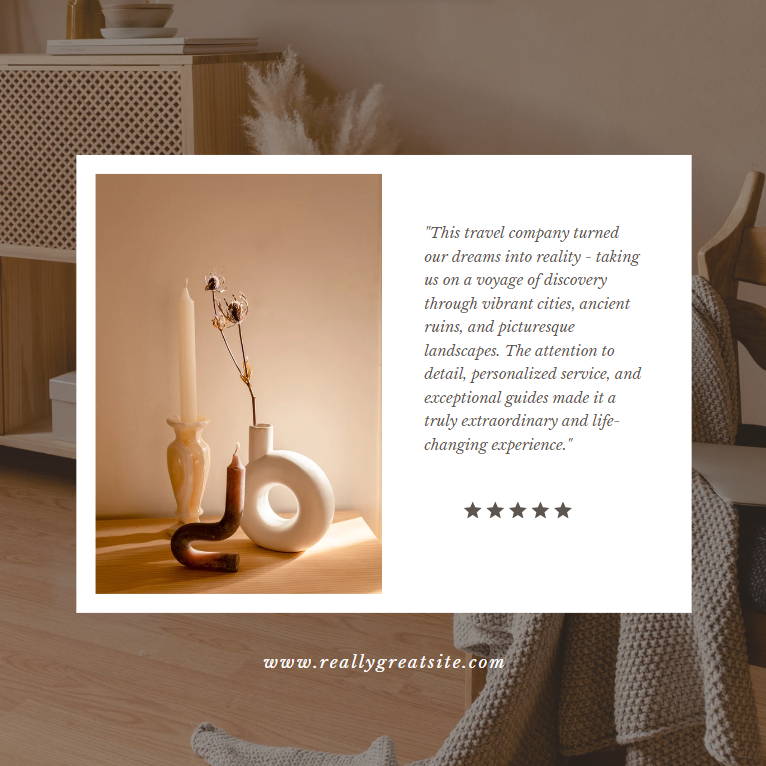 "This travel company turned
our dreams into reality - taking
us on a voyage of discovery
through vibrant cities, ancient
ruins, and picturesque
landscapes. The attention to
detail, personalized service, and
exceptional guides made it a
truly extraordinary and life-
changing experience."
www.reallygreatsite.com